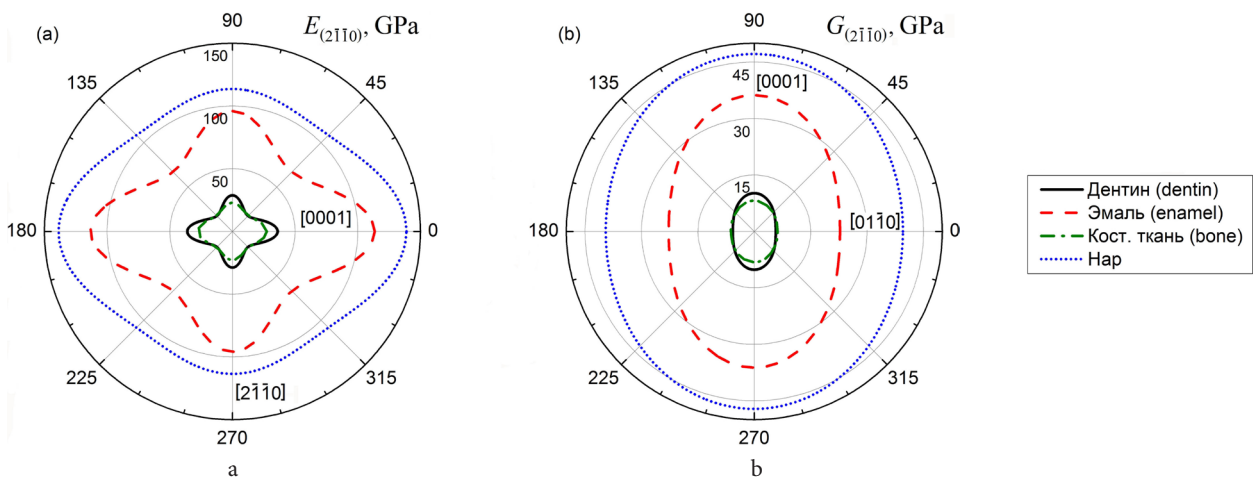 (a)
90
E(21̄1̄0), GPa
150
135
45
100
50
[0001]
180
0
225
[21̄1̄0]
315
270
a
(b)
90
G(21̄1̄0), GPa
45
[0001]
135
45
30
15
[011̄0]
180
0
225
315
270
b
Дентин (dentin)
Эмаль (enamel)
Кост. ткань (bone)
Hap